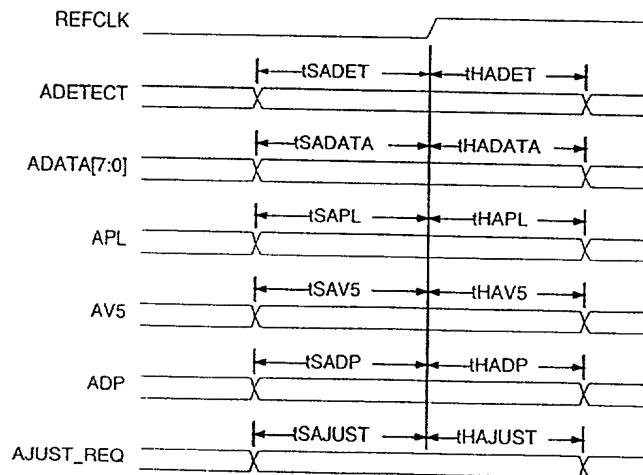 REFCLK
tSADET tHADET
ADETECT
tSADATA tHADATA
ADATA[7:0]
tSAPL tHAPL
APL
tSAV5 tHAV5
AV5
tSADP tHADP
ADP
tSAJUST tHAJUST
AJUST_REQ